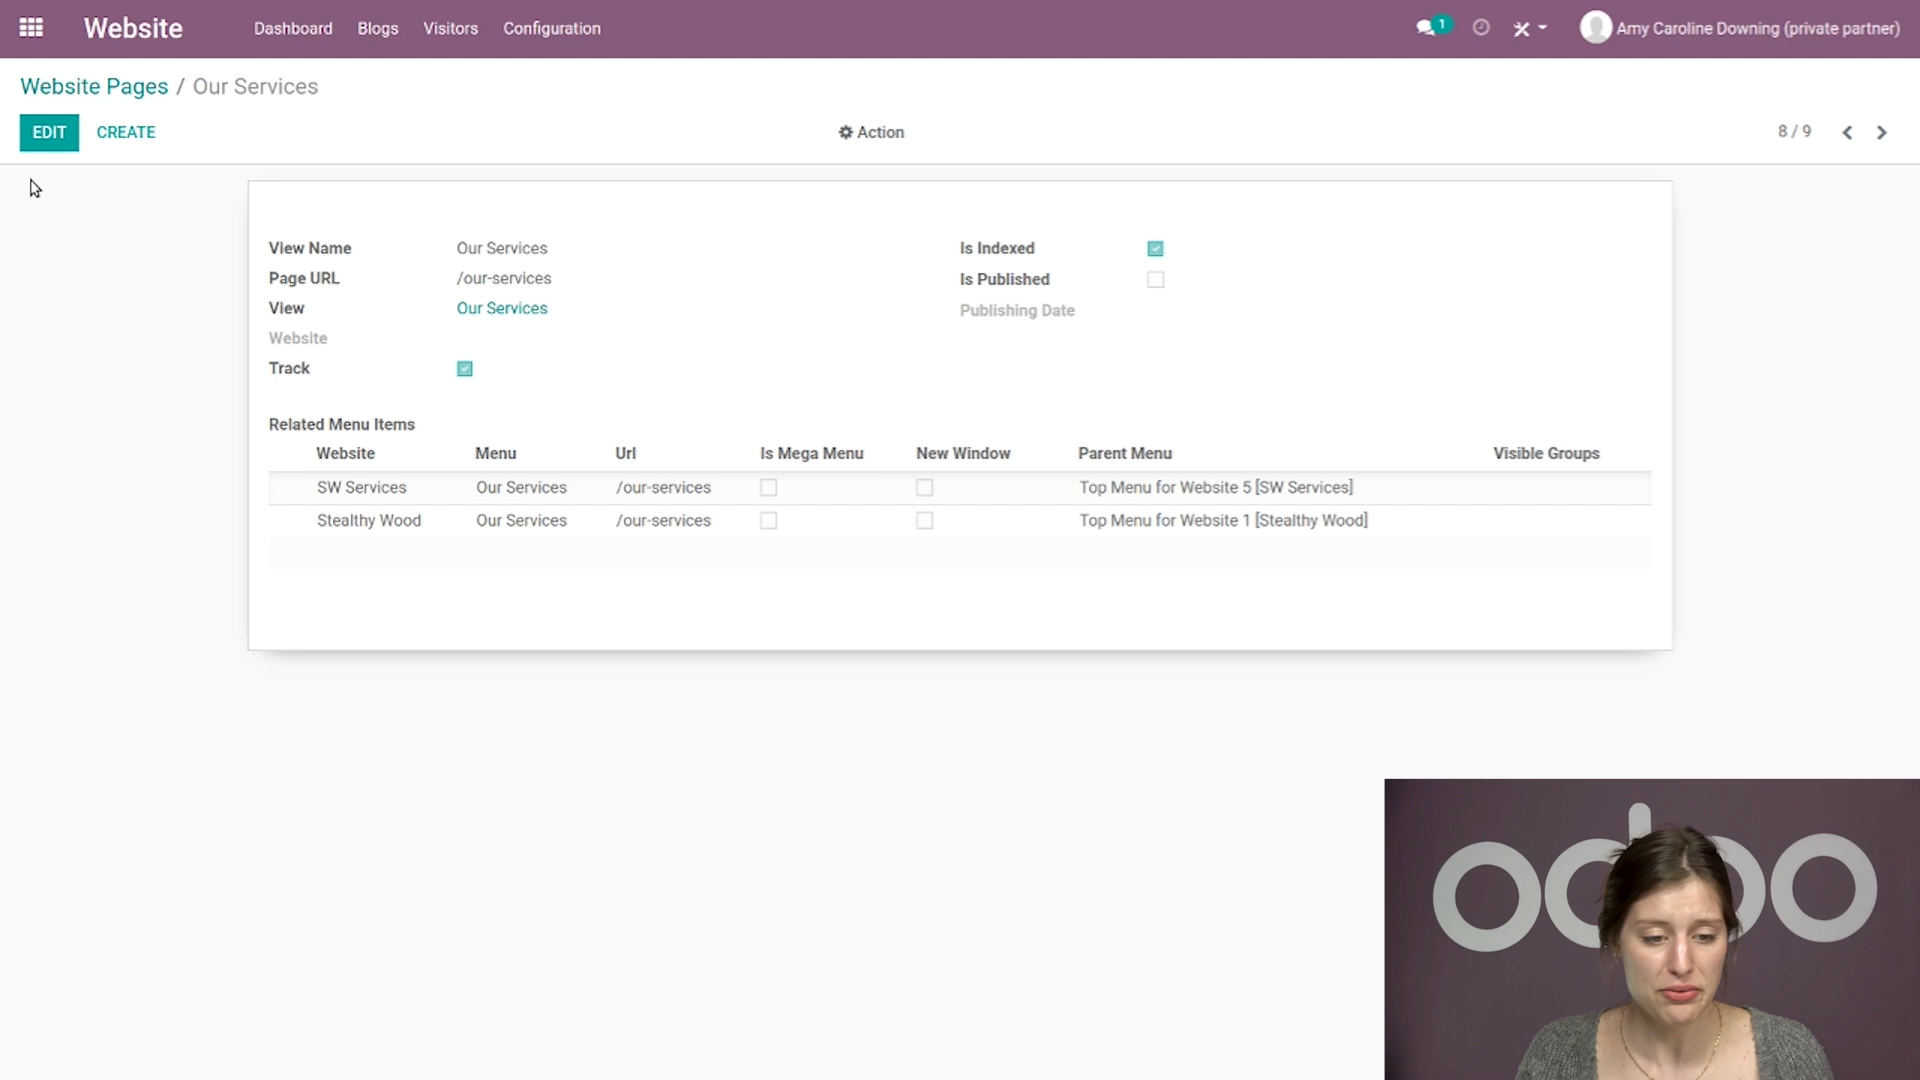 Website Dashboard Blogs Visitors Configuration 1 Amy Caroline Downing (private partner)
Website Pages / Our Services
EDIT CREATE Action 8 / 9
View Name Our Services Is Indexed
Page URL /our-services Is Published
View Our Services Publishing Date
Website
Track
Related Menu Items
Website Menu Url Is Mega Menu New Window Parent Menu Visible Groups
SW Services Our Services /our-services Top Menu for Website 5 [SW Services]
Stealthy Wood Our Services /our-services Top Menu for Website 1 [Stealthy Wood]
odoo